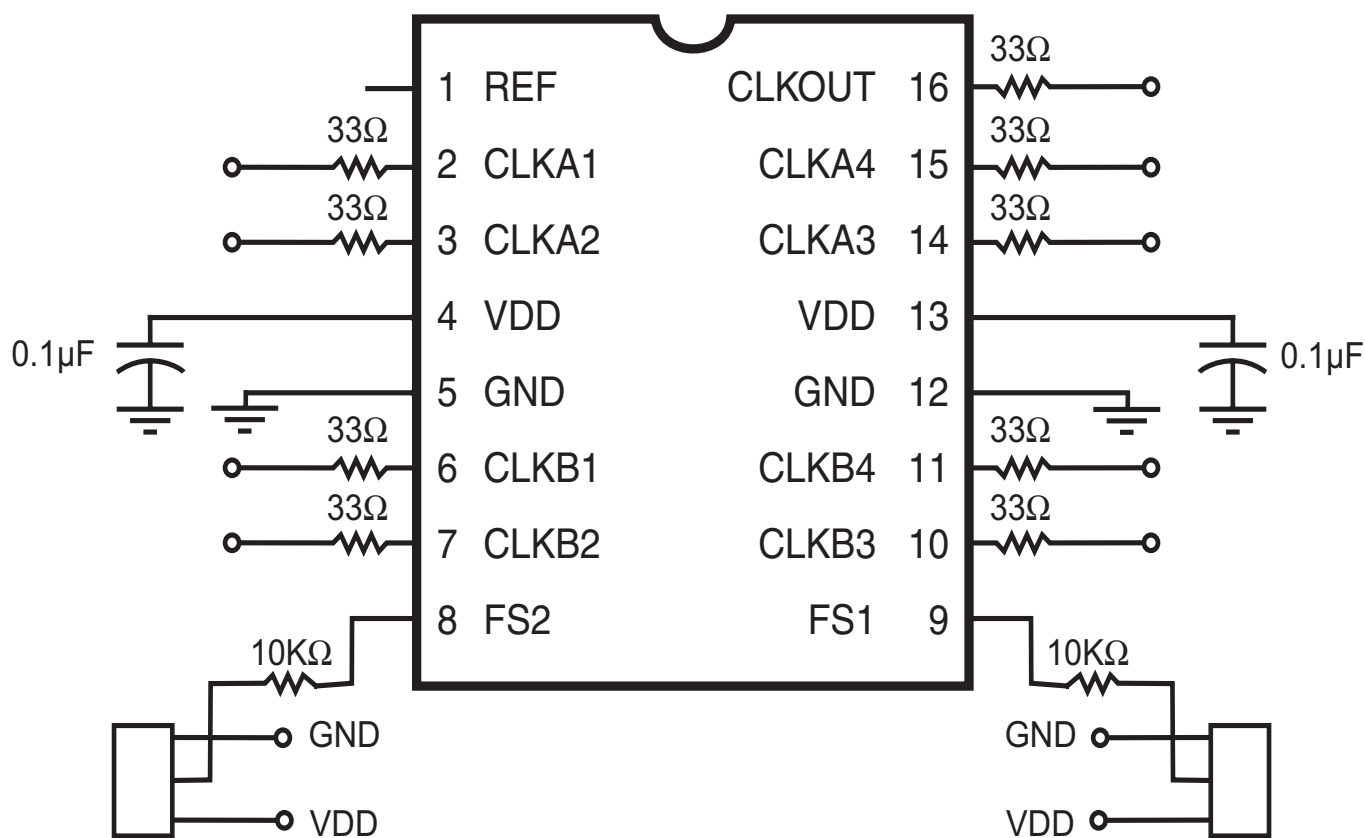 33Ω
1 REF CLKOUT 16
33Ω 33Ω
2 CLKA1 CLKA4 15
33Ω 33Ω
3 CLKA2 CLKA3 14
4 VDD VDD 13
0.1µF 0.1µF
5 GND GND 12
33Ω 33Ω
6 CLKB1 CLKB4 11
33Ω 33Ω
7 CLKB2 CLKB3 10
8 FS2 FS1 9
10KΩ 10KΩ
GND GND
VDD VDD